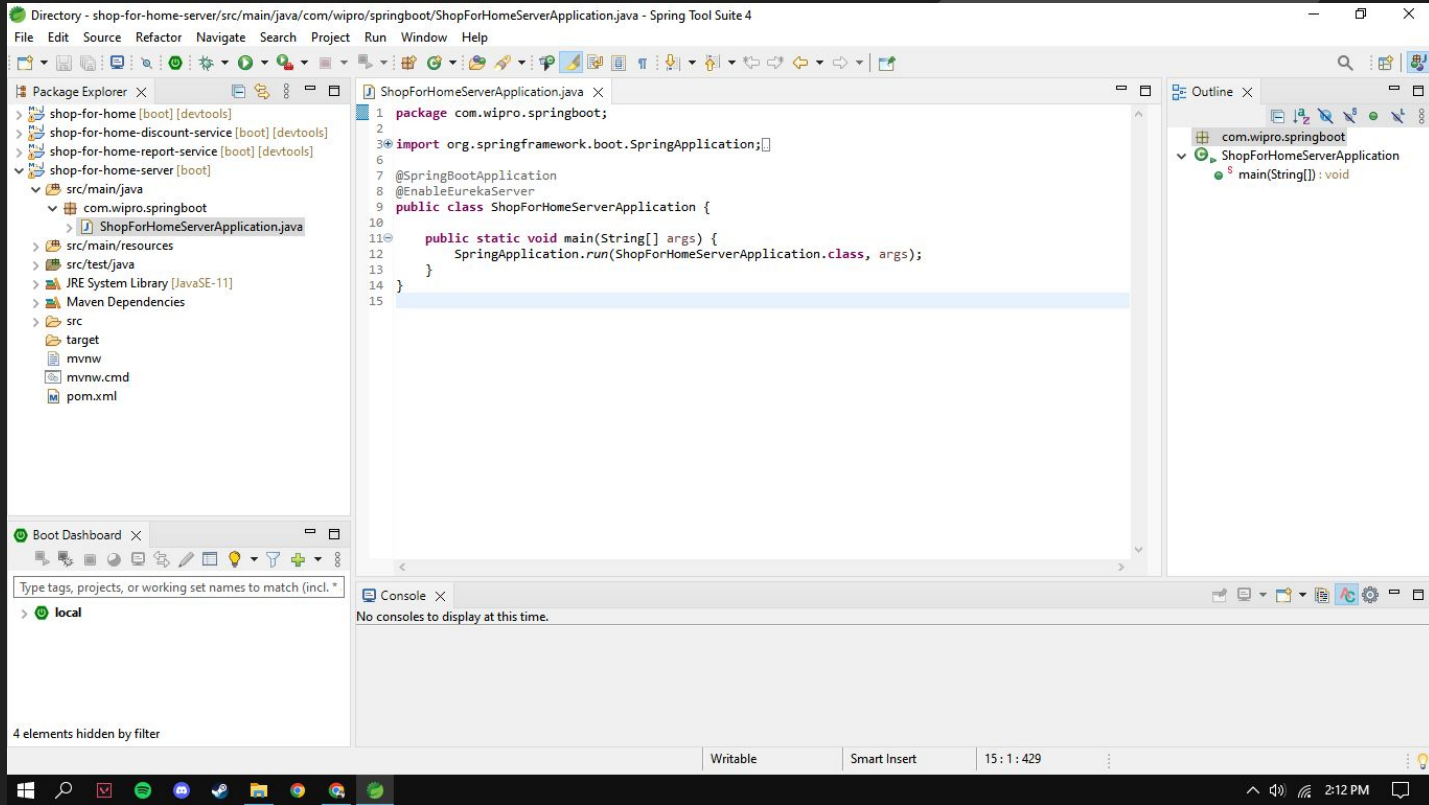 Directory - shop-for-home-server/src/main/java/com/wipro/springboot/ShopForHomeServerApplication.java - Spring Tool Suite 4
File Edit Source Refactor Navigate Search Project Run Window Help
Package Explorer
shop-for-home [boot] [devtools]
shop-for-home-discount-service [boot] [devtools]
shop-for-home-report-service [boot] [devtools]
shop-for-home-server [boot]
src/main/java
com.wipro.springboot
ShopForHomeServerApplication.java
src/main/resources
src/test/java
JRE System Library [JavaSE-11]
Maven Dependencies
src
target
mvnw
mvnw.cmd
pom.xml
ShopForHomeServerApplication.java
1 package com.wipro.springboot;
2
3 import org.springframework.boot.SpringApplication;
6
7 @SpringBootApplication
8 @EnableEurekaServer
9 public class ShopForHomeServerApplication {
10
11 public static void main(String[] args) {
12 SpringApplication.run(ShopForHomeServerApplication.class, args);
13 }
14 }
15
Outline
com.wipro.springboot
ShopForHomeServerApplication
main(String[]) : void
Boot Dashboard
Type tags, projects, or working set names to match (incl. *
local
4 elements hidden by filter
Console
No consoles to display at this time.
Writable
Smart Insert
15 : 1 : 429
2:12 PM